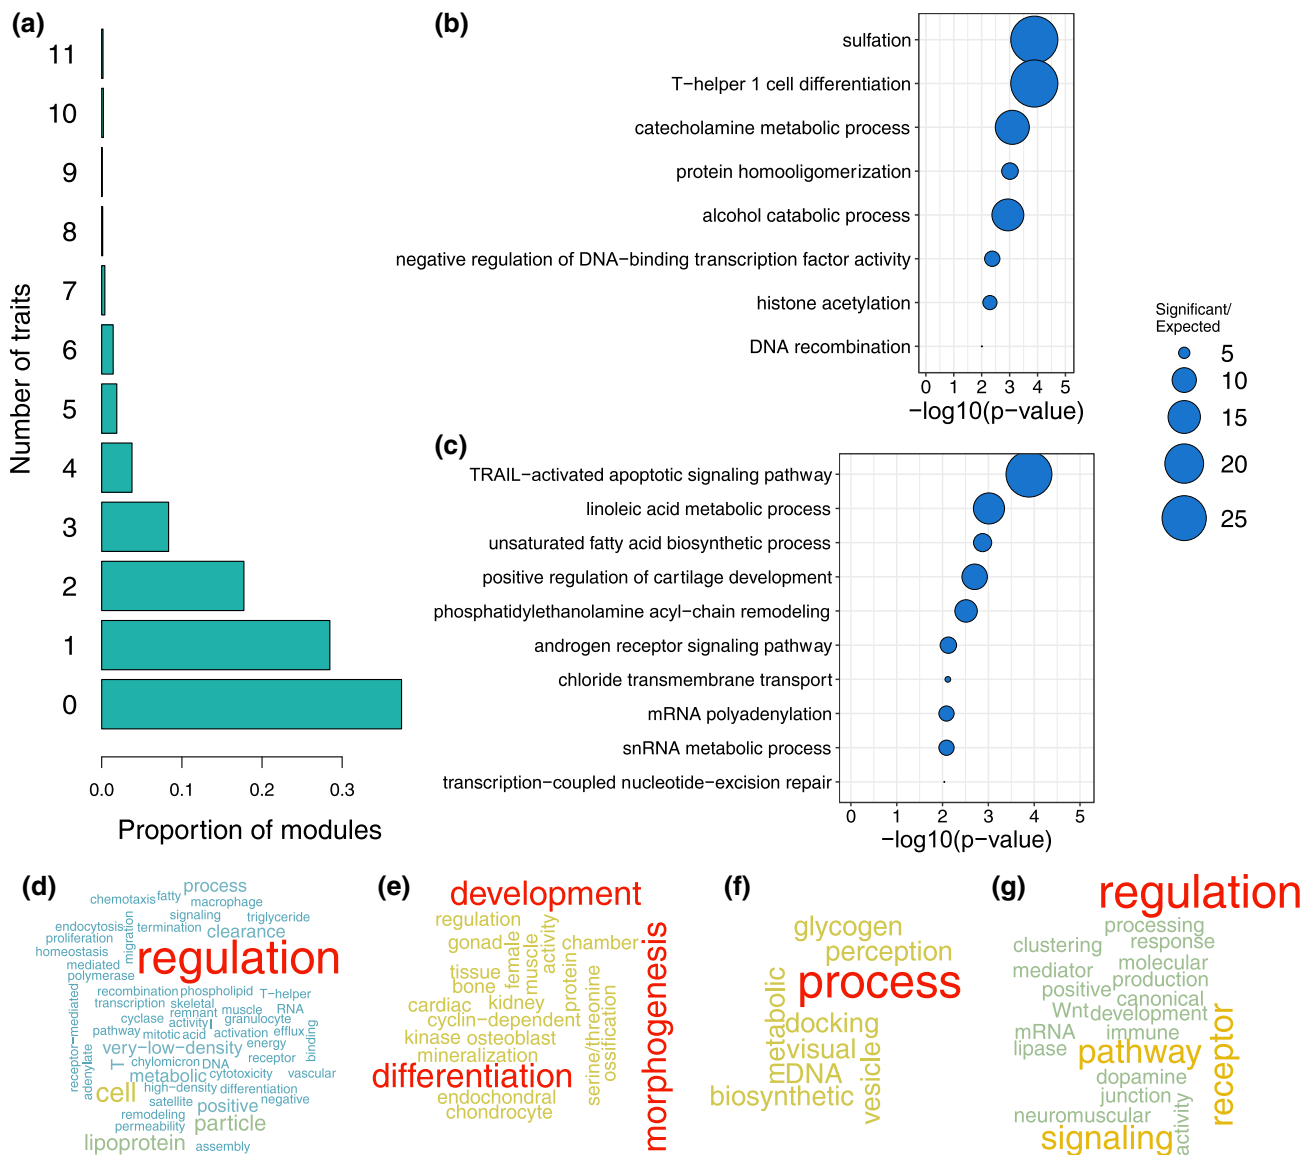 (a)
11
10
9
8
7
6
5
4
3
2
1
0
Number of traits
0.0 0.1 0.2 0.3
Proportion of modules
(b)
sulfation
T−helper 1 cell differentiation
catecholamine metabolic process
protein homooligomerization
alcohol catabolic process
negative regulation of DNA−binding transcription factor activity
histone acetylation
DNA recombination
0 1 2 3 4 5
−log10(p−value)
Significant/
Expected
5
10
15
20
25
(c)
TRAIL−activated apoptotic signaling pathway
linoleic acid metabolic process
unsaturated fatty acid biosynthetic process
positive regulation of cartilage development
phosphatidylethanolamine acyl−chain remodeling
androgen receptor signaling pathway
chloride transmembrane transport
mRNA polyadenylation
snRNA metabolic process
transcription−coupled nucleotide−excision repair
0 1 2 3 4 5
−log10(p−value)
(d)
process
chemotaxis fatty
macrophage
signaling
triglyceride
endocytosis
migration
termination
clearance
proliferation
homeostasis
regulation
mediated
polymerase
recombination phospholipid T−helper
transcription skeletal
remnant muscle RNA
cyclase activity l granulocyte
pathway mitotic acid activation efflux
binding
receptor−mediated
adenylate
very−low−density energy
receptor
T chylomicron DNA
metabolic cytotoxicity vascular
cell high−density differentiation
satellite positive negative
remodeling
permeability particle
lipoprotein assembly
(e)
development
regulation
gonad
female
muscle
activity
chamber
morphogenesis
tissue
bone
protein
cardiac kidney
serine/threonine
ossification
cyclin−dependent
kinase osteoblast
mineralization
differentiation
endochondral
chondrocyte
(f)
glycogen
perception
process
metabolic
docking
visual
mDNA
vesicle
biosynthetic
(g)
regulation
processing
clustering response
molecular
mediator production
positive canonical
Wnt development
mRNA immune
lipase pathway
receptor
dopamine
junction
neuromuscular
activity
signaling